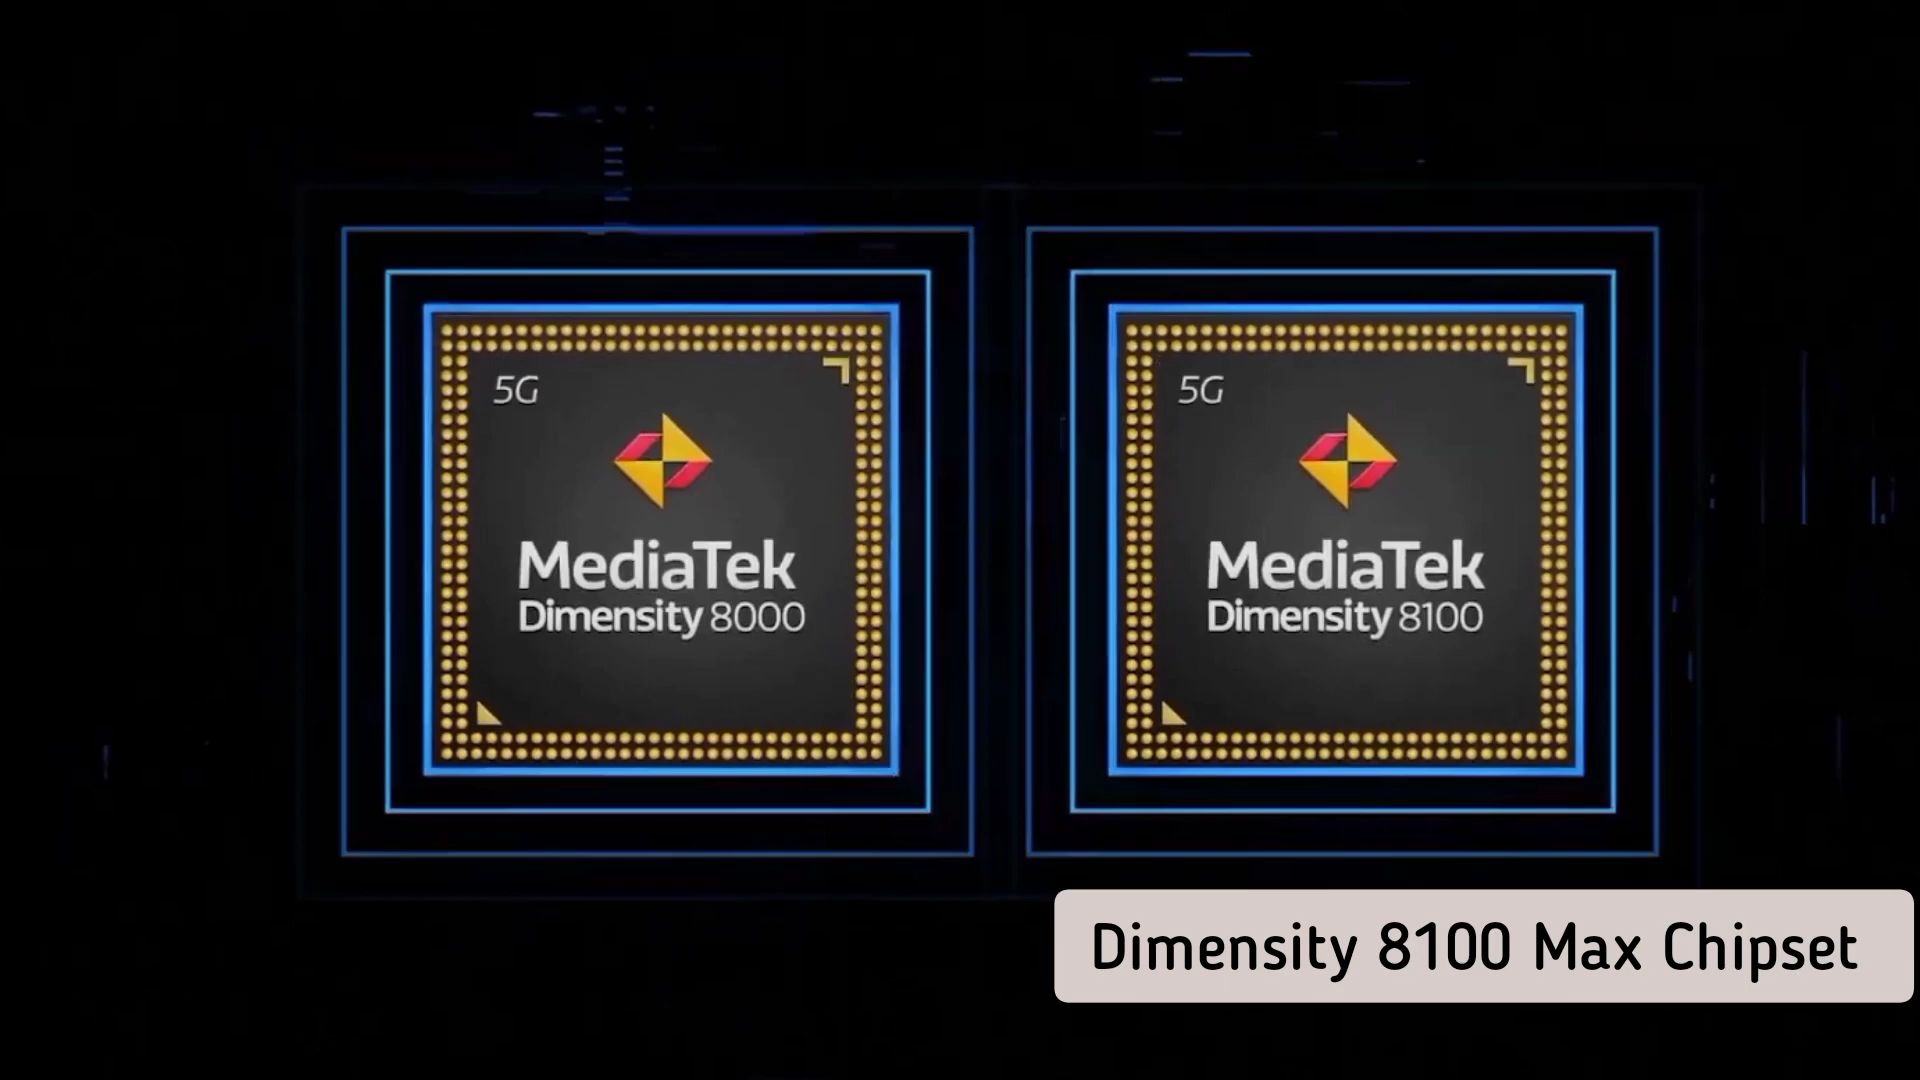 5G
MediaTek
Dimensity 8000
5G
MediaTek
Dimensity 8100
Dimensity 8100 Max Chipset